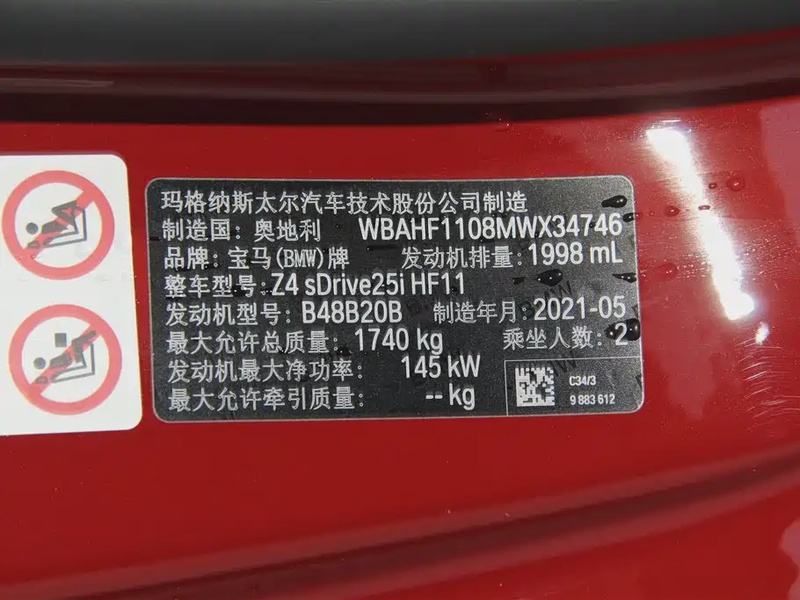 玛格纳斯太尔汽车技术股份公司制造
制造国：奥地利 WBAHF1108MWX34746
品牌：宝马(BMW)牌 发动机排量：1998 mL
整车型号：Z4 sDrive25i HF11
发动机型号：B48B20B 制造年月：2021-05
最大允许总质量：1740 kg 乘坐人数：2
发动机最大净功率：145 kW
最大允许牵引质量：-- kg
C34/3
9 883 612